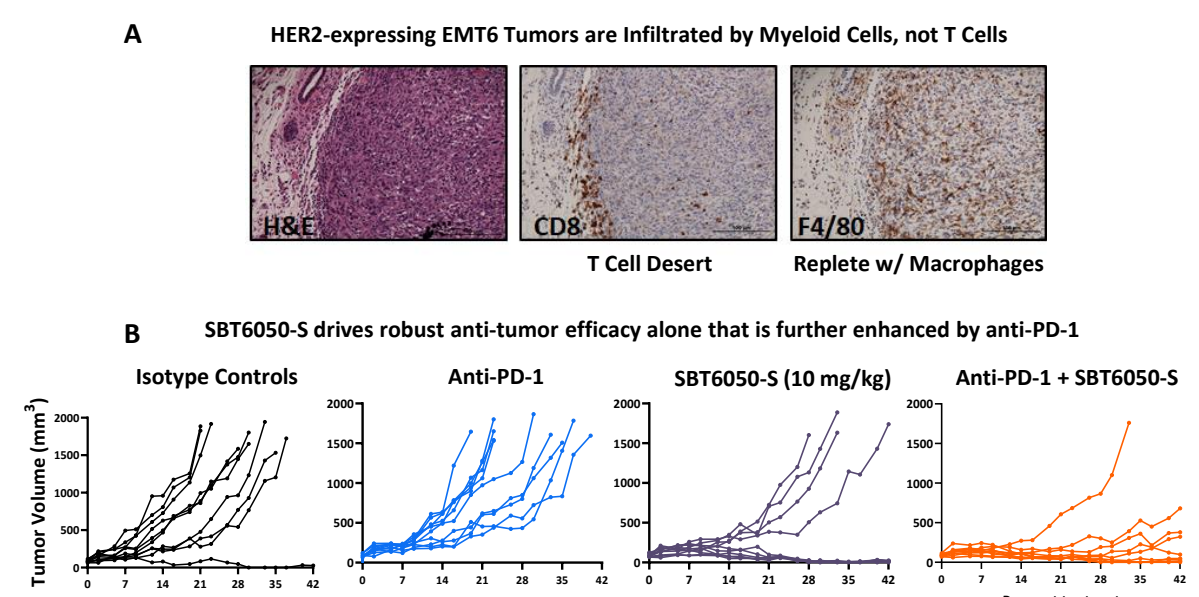 A
HER2-expressing EMT6 Tumors are Infiltrated by Myeloid Cells, not T Cells
H&E
CD8
F4/80
T Cell Desert
Replete w/ Macrophages
B
SBT6050-S drives robust anti-tumor efficacy alone that is further enhanced by anti-PD-1
Isotype Controls
Anti-PD-1
SBT6050-S (10 mg/kg)
Anti-PD-1 + SBT6050-S
Tumor Volume (mm³)
2000
1500
1000
500
0
0 7 14 21 28 35 42
2000
1500
1000
500
0
0 7 14 21 28 35 42
2000
1500
1000
500
0
0 7 14 21 28 35 42
2000
1500
1000
500
0
0 7 14 21 28 35 42